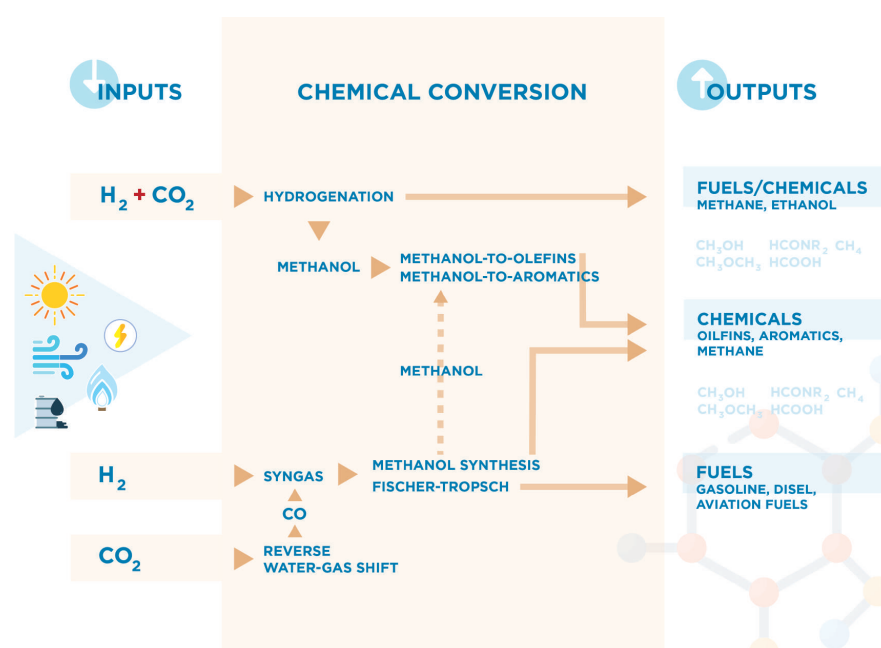 INPUTS
CHEMICAL CONVERSION
OUTPUTS
H₂ + CO₂
HYDROGENATION
METHANOL
METHANOL-TO-OLEFINS
METHANOL-TO-AROMATICS
METHANOL
H₂
SYNGAS
METHANOL SYNTHESIS
FISCHER-TROPSCH
CO
CO₂
REVERSE
WATER-GAS SHIFT
FUELS/CHEMICALS
METHANE, ETHANOL
CH₃OH HCONR₂ CH₄
CH₃OCH₃ HCOOH
CHEMICALS
OILFINS, AROMATICS,
METHANE
CH₃OH HCONR₂ CH₄
CH₃OCH₃ HCOOH
FUELS
GASOLINE, DISEL,
AVIATION FUELS